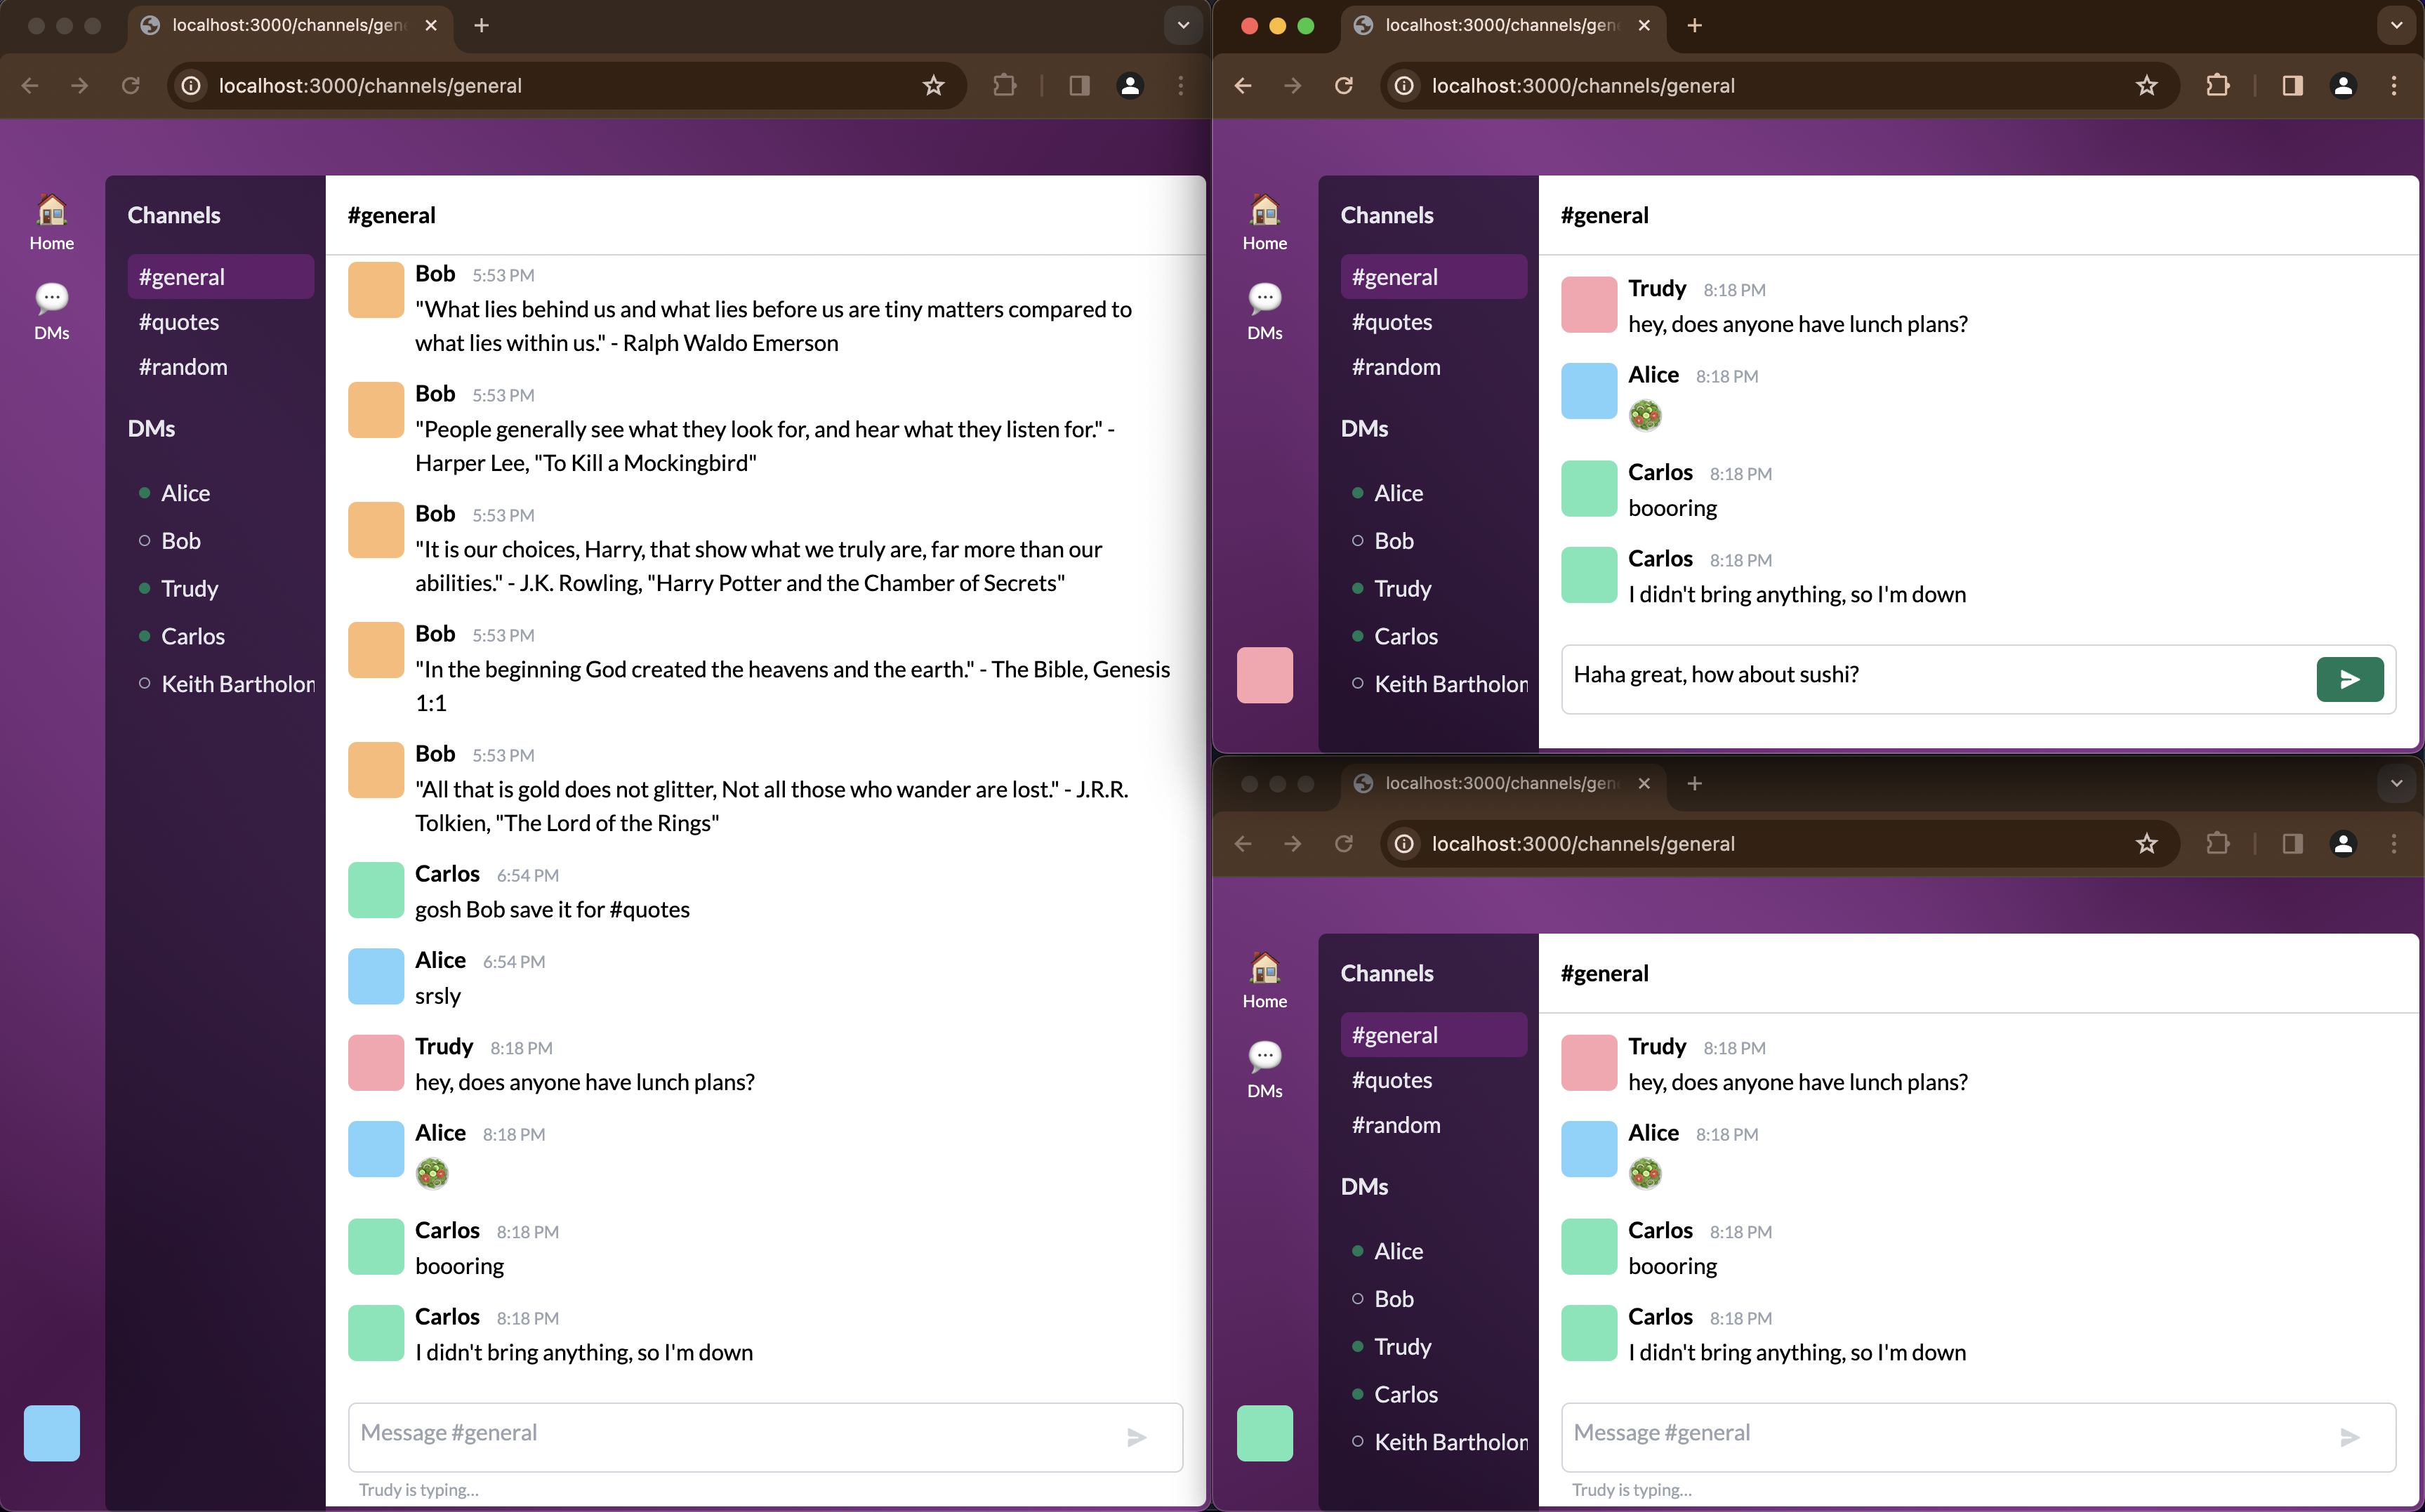 localhost:3000/channels/gen
localhost:3000/channels/general
Home
DMs
Channels
#general
#quotes
#random
DMs
Alice
Bob
Trudy
Carlos
Keith Bartholom
#general
Bob 5:53 PM
"What lies behind us and what lies before us are tiny matters compared to
what lies within us." - Ralph Waldo Emerson
Bob 5:53 PM
"People generally see what they look for, and hear what they listen for." -
Harper Lee, "To Kill a Mockingbird"
Bob 5:53 PM
"It is our choices, Harry, that show what we truly are, far more than our
abilities." - J.K. Rowling, "Harry Potter and the Chamber of Secrets"
Bob 5:53 PM
"In the beginning God created the heavens and the earth." - The Bible, Genesis
1:1
Bob 5:53 PM
"All that is gold does not glitter, Not all those who wander are lost." - J.R.R.
Tolkien, "The Lord of the Rings"
Carlos 6:54 PM
gosh Bob save it for #quotes
Alice 6:54 PM
srsly
Trudy 8:18 PM
hey, does anyone have lunch plans?
Alice 8:18 PM
🥗
Carlos 8:18 PM
boooring
Carlos 8:18 PM
I didn't bring anything, so I'm down
Message #general
Trudy is typing...
localhost:3000/channels/gen
localhost:3000/channels/general
Home
DMs
Channels
#general
#quotes
#random
DMs
Alice
Bob
Trudy
Carlos
Keith Bartholom
#general
Trudy 8:18 PM
hey, does anyone have lunch plans?
Alice 8:18 PM
🥗
Carlos 8:18 PM
boooring
Carlos 8:18 PM
I didn't bring anything, so I'm down
Haha great, how about sushi?
localhost:3000/channels/gen
localhost:3000/channels/general
Home
DMs
Channels
#general
#quotes
#random
DMs
Alice
Bob
Trudy
Carlos
Keith Bartholom
#general
Trudy 8:18 PM
hey, does anyone have lunch plans?
Alice 8:18 PM
🥗
Carlos 8:18 PM
boooring
Carlos 8:18 PM
I didn't bring anything, so I'm down
Message #general
Trudy is typing...